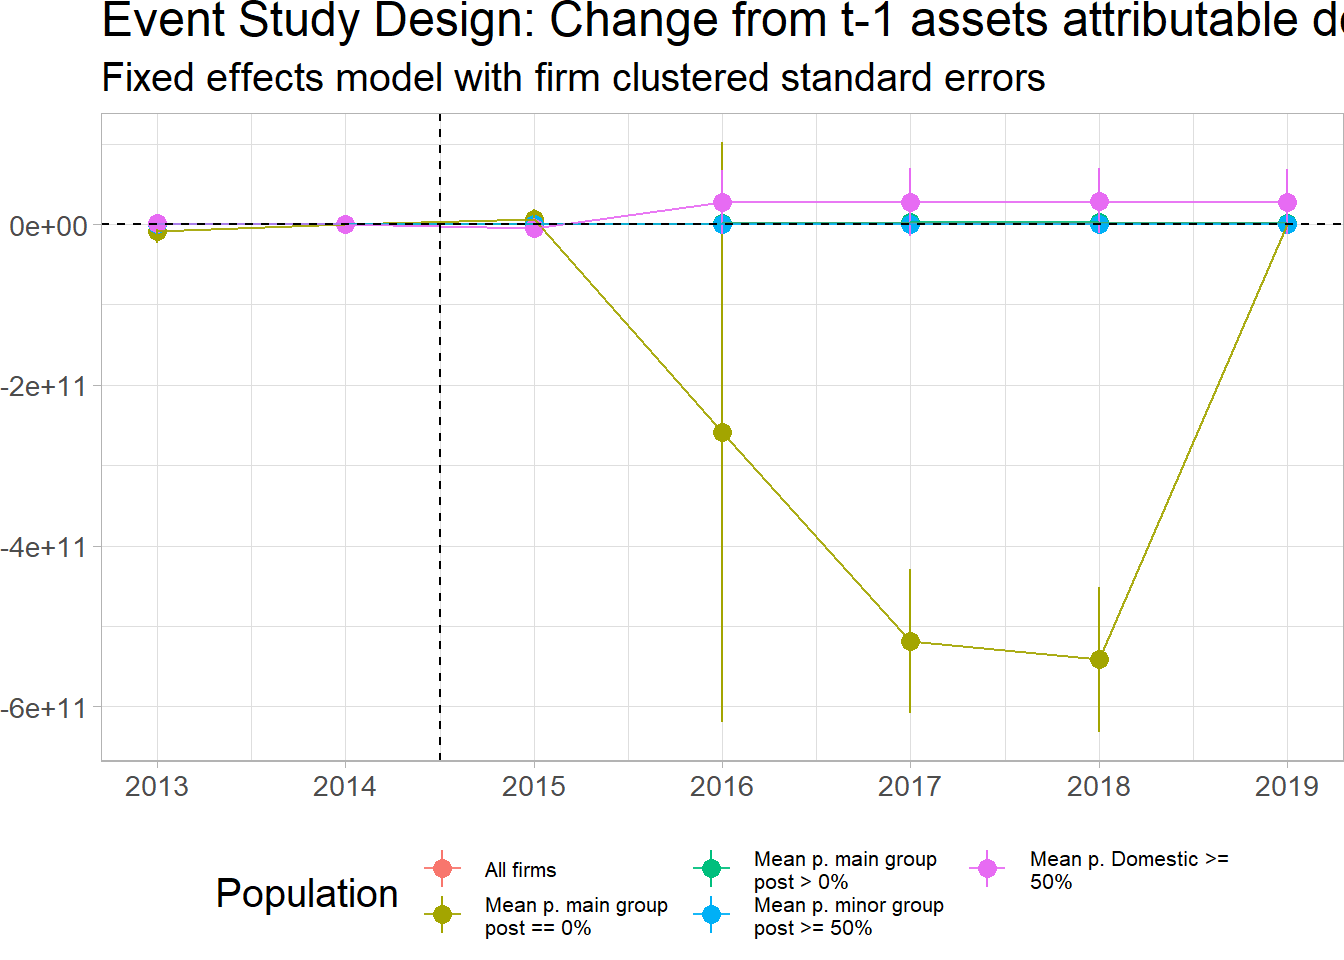 Event Study Design: Change from t-1 assets attributable
Fixed effects model with firm clustered standard errors
0e+00
-2e+11
-4e+11
-6e+11
2013 2014 2015 2016 2017 2018 2019
Population
All firms
Mean p. main group
post == 0%
Mean p. main group
post > 0%
Mean p. minor group
post >= 50%
Mean p. Domestic >=
50%